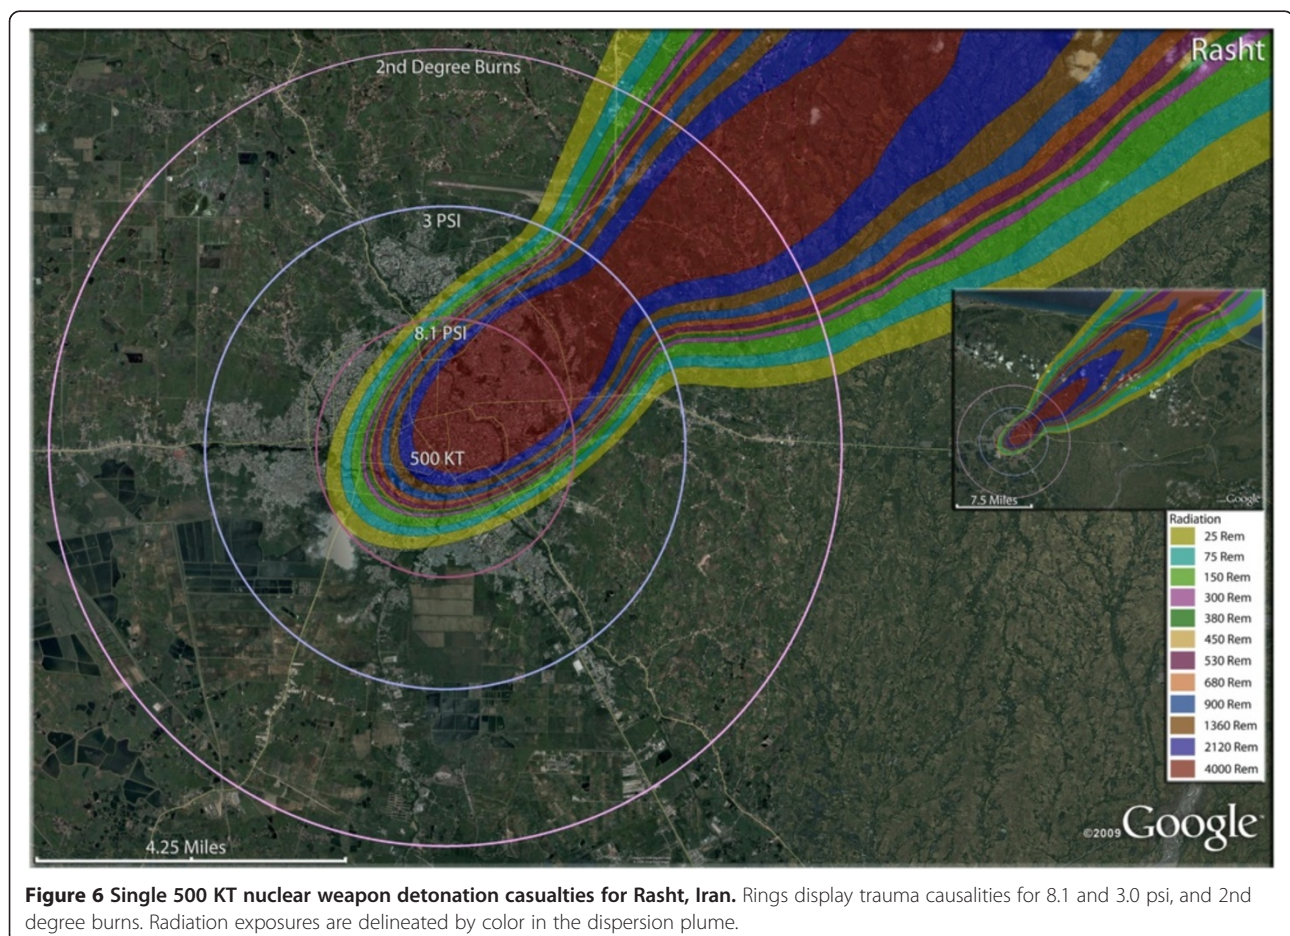 Rasht
2nd Degree Burns
3 PSI
8.1 PSI
500 KT
7.5 Miles
Google
Radiation
25 Rem
75 Rem
150 Rem
300 Rem
380 Rem
450 Rem
530 Rem
680 Rem
900 Rem
1360 Rem
2120 Rem
4000 Rem
©2009 Google
4.25 Miles
Figure 6 Single 500 KT nuclear weapon detonation casualties for Rasht, Iran. Rings display trauma causalities for 8.1 and 3.0 psi, and 2nd
degree burns. Radiation exposures are delineated by color in the dispersion plume.